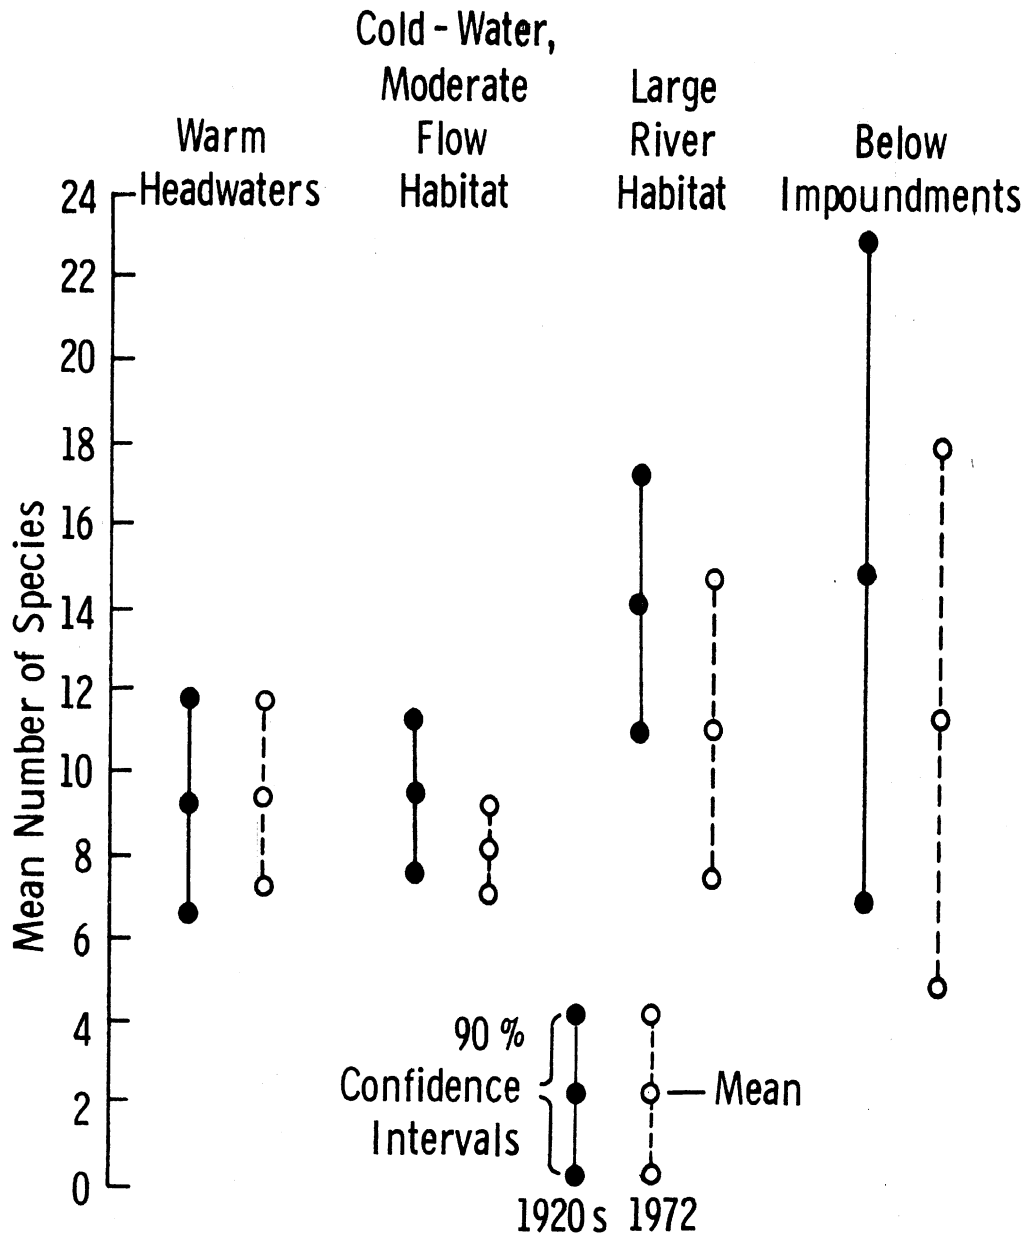 Cold-Water,
Moderate
Flow
Habitat
Warm
Headwaters
Large
River
Habitat
Below
Impoundments
24
22
20
18
16
14
12
10
8
6
4
2
0
Mean Number of Species
90 %
Confidence
Intervals
Mean
1920s 1972